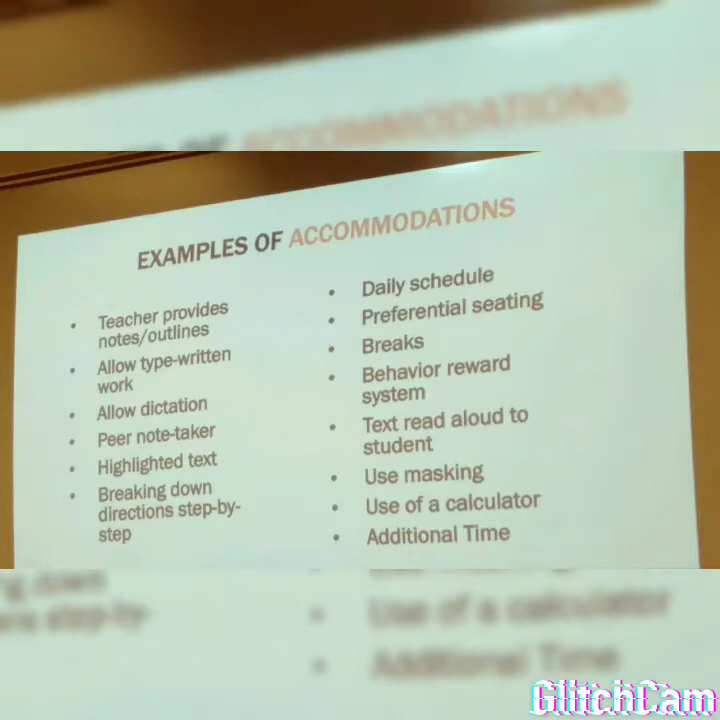 EXAMPLES OF ACCOMMODATIONS
• Teacher provides
notes/outlines
• Allow type-written
work
• Allow dictation
• Peer note-taker
• Highlighted text
• Breaking down
directions step-by-
step
• Daily schedule
• Preferential seating
• Breaks
• Behavior reward
system
• Text read aloud to
student
• Use masking
• Use of a calculator
• Additional Time
GlitchCam